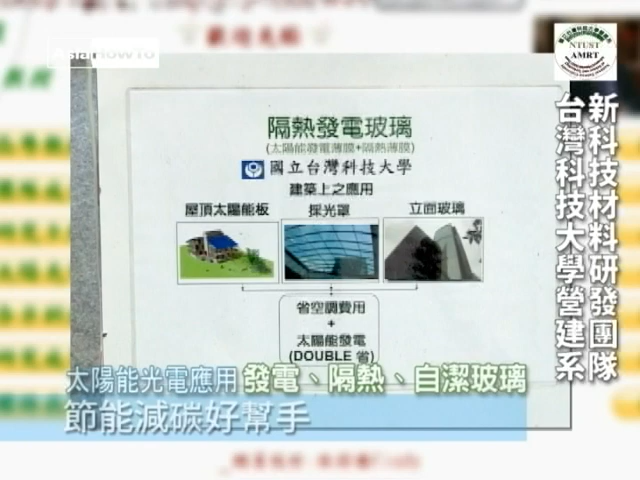 AsiaHowTo
NTUST
AMRT
隔熱發電玻璃
(太陽能發電薄膜+隔熱薄膜)
國立台灣科技大學
建築上之應用
屋頂太陽能板
採光罩
立面玻璃
省空調費用
+
太陽能發電
(DOUBLE 省)
新科技材料研發團隊
台灣科技大學營建系
太陽能光電應用 發電、隔熱、自潔玻璃
節能減碳好幫手